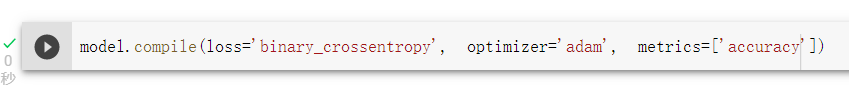 model.compile(loss='binary_crossentropy', optimizer='adam', metrics=['accuracy'])
0
秒